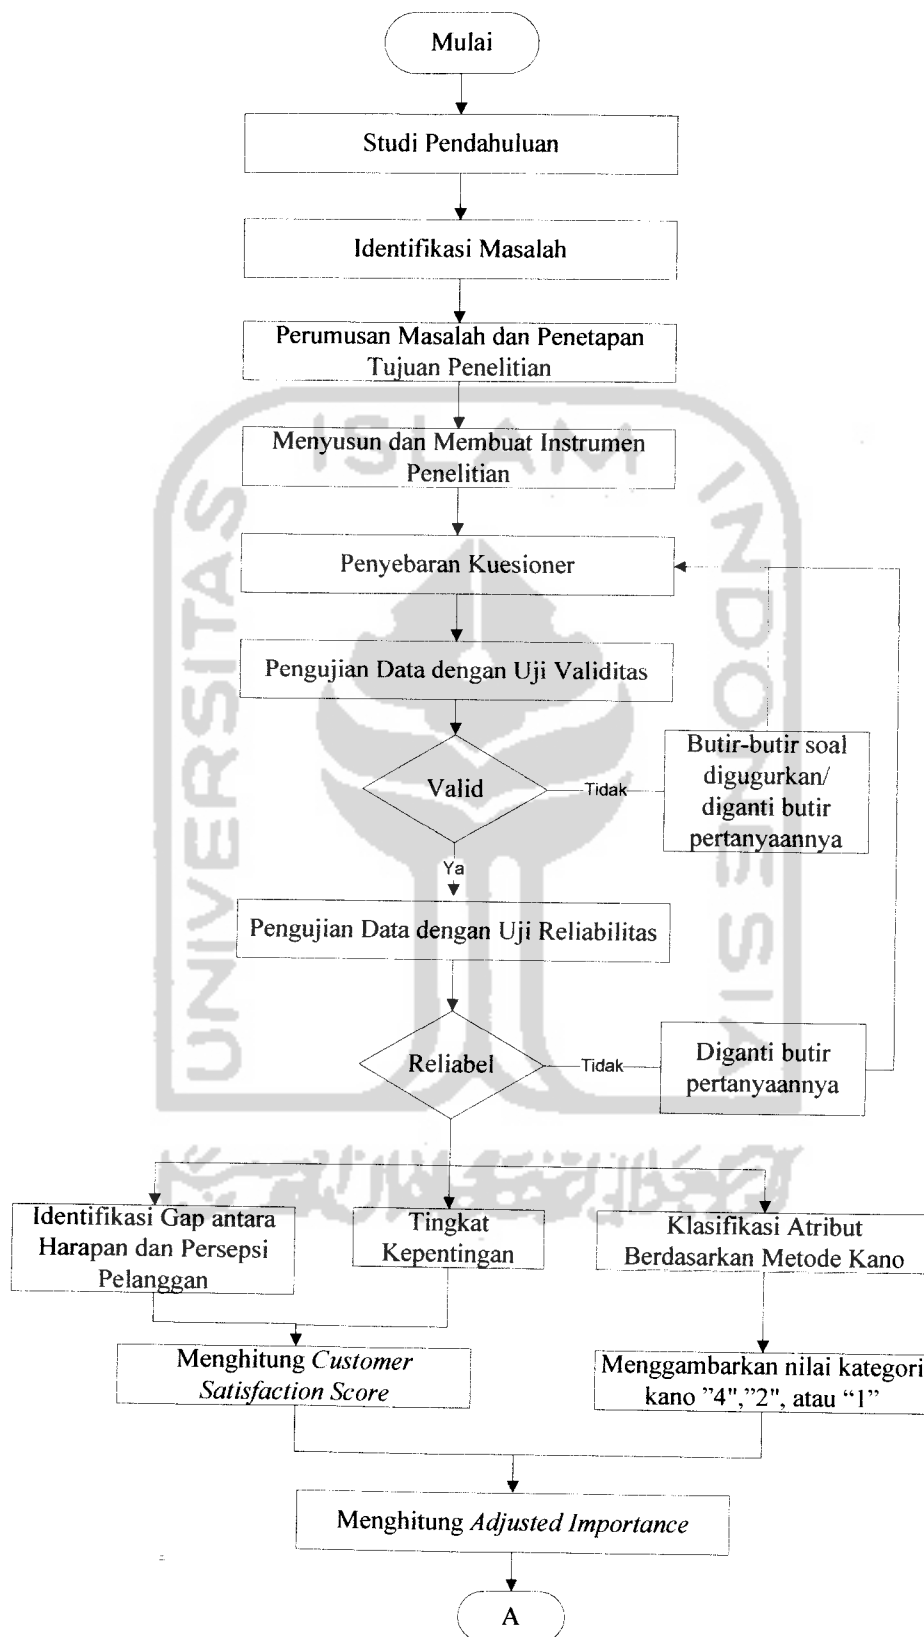 Mulai
Studi Pendahuluan
Identifikasi Masalah
Perumusan Masalah dan Penetapan
Tujuan Penelitian
Menyusun dan Membuat Instrumen
Penelitian
Penyebaran Kuesioner
Pengujian Data dengan Uji Validitas
Valid
Tidak
Butir-butir soal
digugurkan/
diganti butir
pertanyaannya
Ya
Pengujian Data dengan Uji Reliabilitas
Reliabel
Tidak
Diganti butir
pertanyaannya
Identifikasi Gap antara
Harapan dan Persepsi
Pelanggan
Tingkat
Kepentingan
Klasifikasi Atribut
Berdasarkan Metode Kano
Menghitung Customer
Satisfaction Score
Menggambarkan nilai kategori
kano "4","2", atau “1”
Menghitung Adjusted Importance
A
UNIVERSITAS
ISLAM
INDONESIA